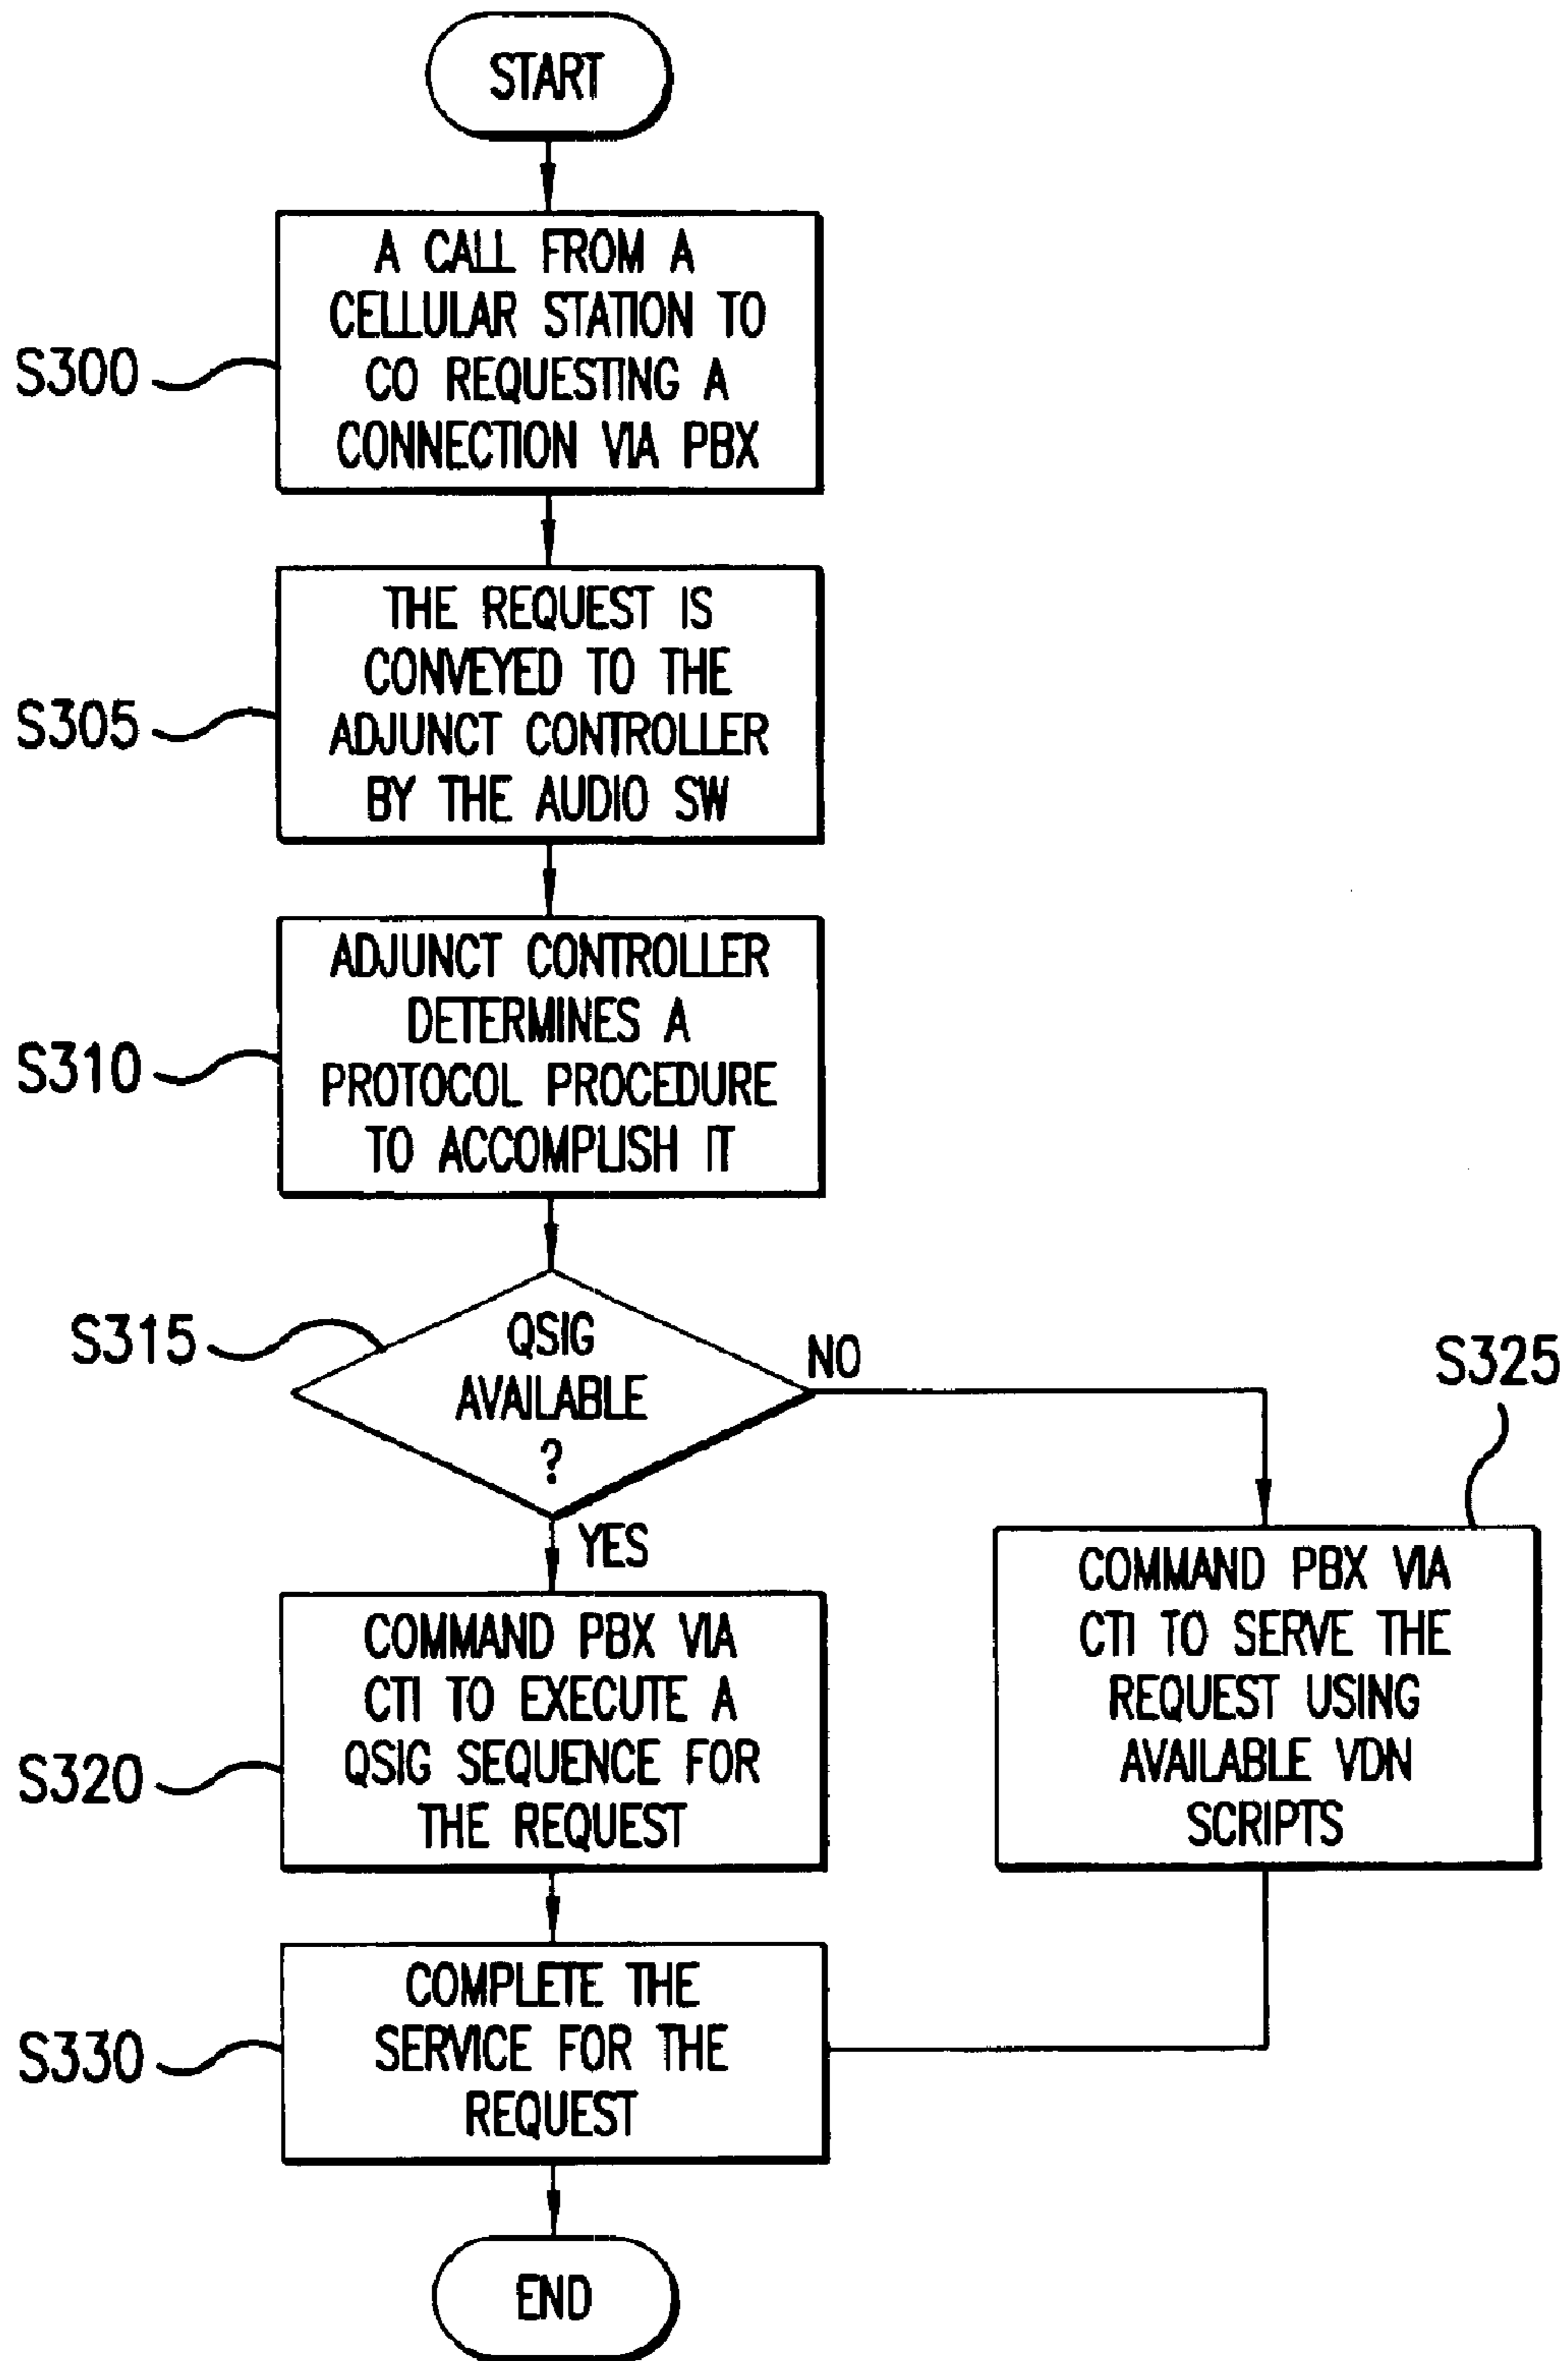 START
A CALL FROM A
CELLULAR STATION TO
CO REQUESTING A
CONNECTION VIA PBX
S300
THE REQUEST IS
CONVEYED TO THE
ADJUNCT CONTROLLER
BY THE AUDIO SW
S305
ADJUNCT CONTROLLER
DETERMINES A
PROTOCOL PROCEDURE
TO ACCOMPLISH IT
S310
S315
QSIG
AVAILABLE
?
NO
YES
S325
COMMAND PBX VIA
CTI TO SERVE THE
REQUEST USING
AVAILABLE VDN
SCRIPTS
COMMAND PBX VIA
CTI TO EXECUTE A
QSIG SEQUENCE FOR
THE REQUEST
S320
COMPLETE THE
SERVICE FOR THE
REQUEST
S330
END